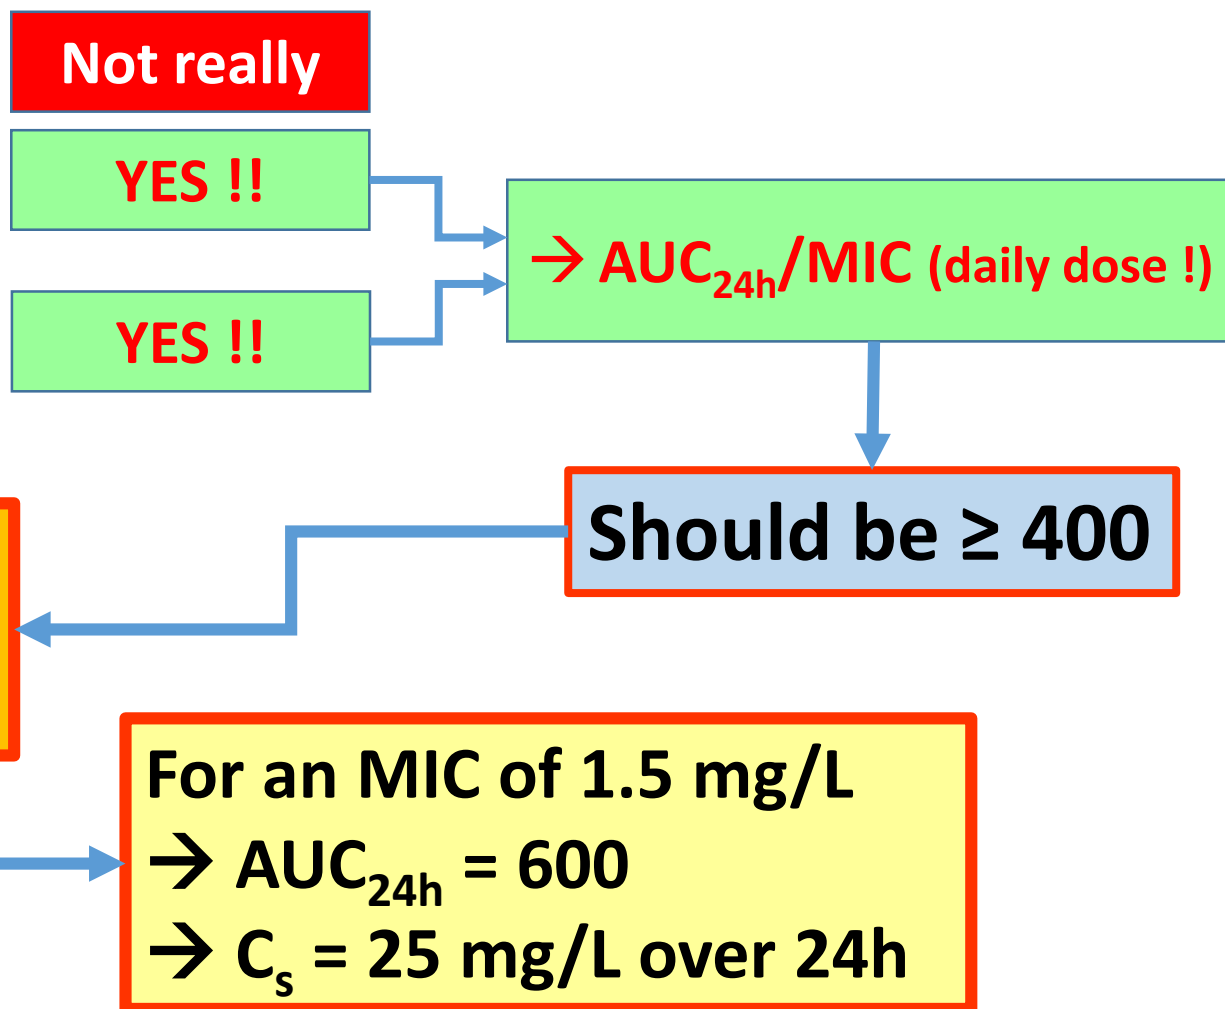 Not really
YES !!
→ AUC24h/MIC (daily dose !)
YES !!
Should be ≥ 400
For an MIC of 1.5 mg/L
→ AUC24h = 600
→ Cs = 25 mg/L over 24h